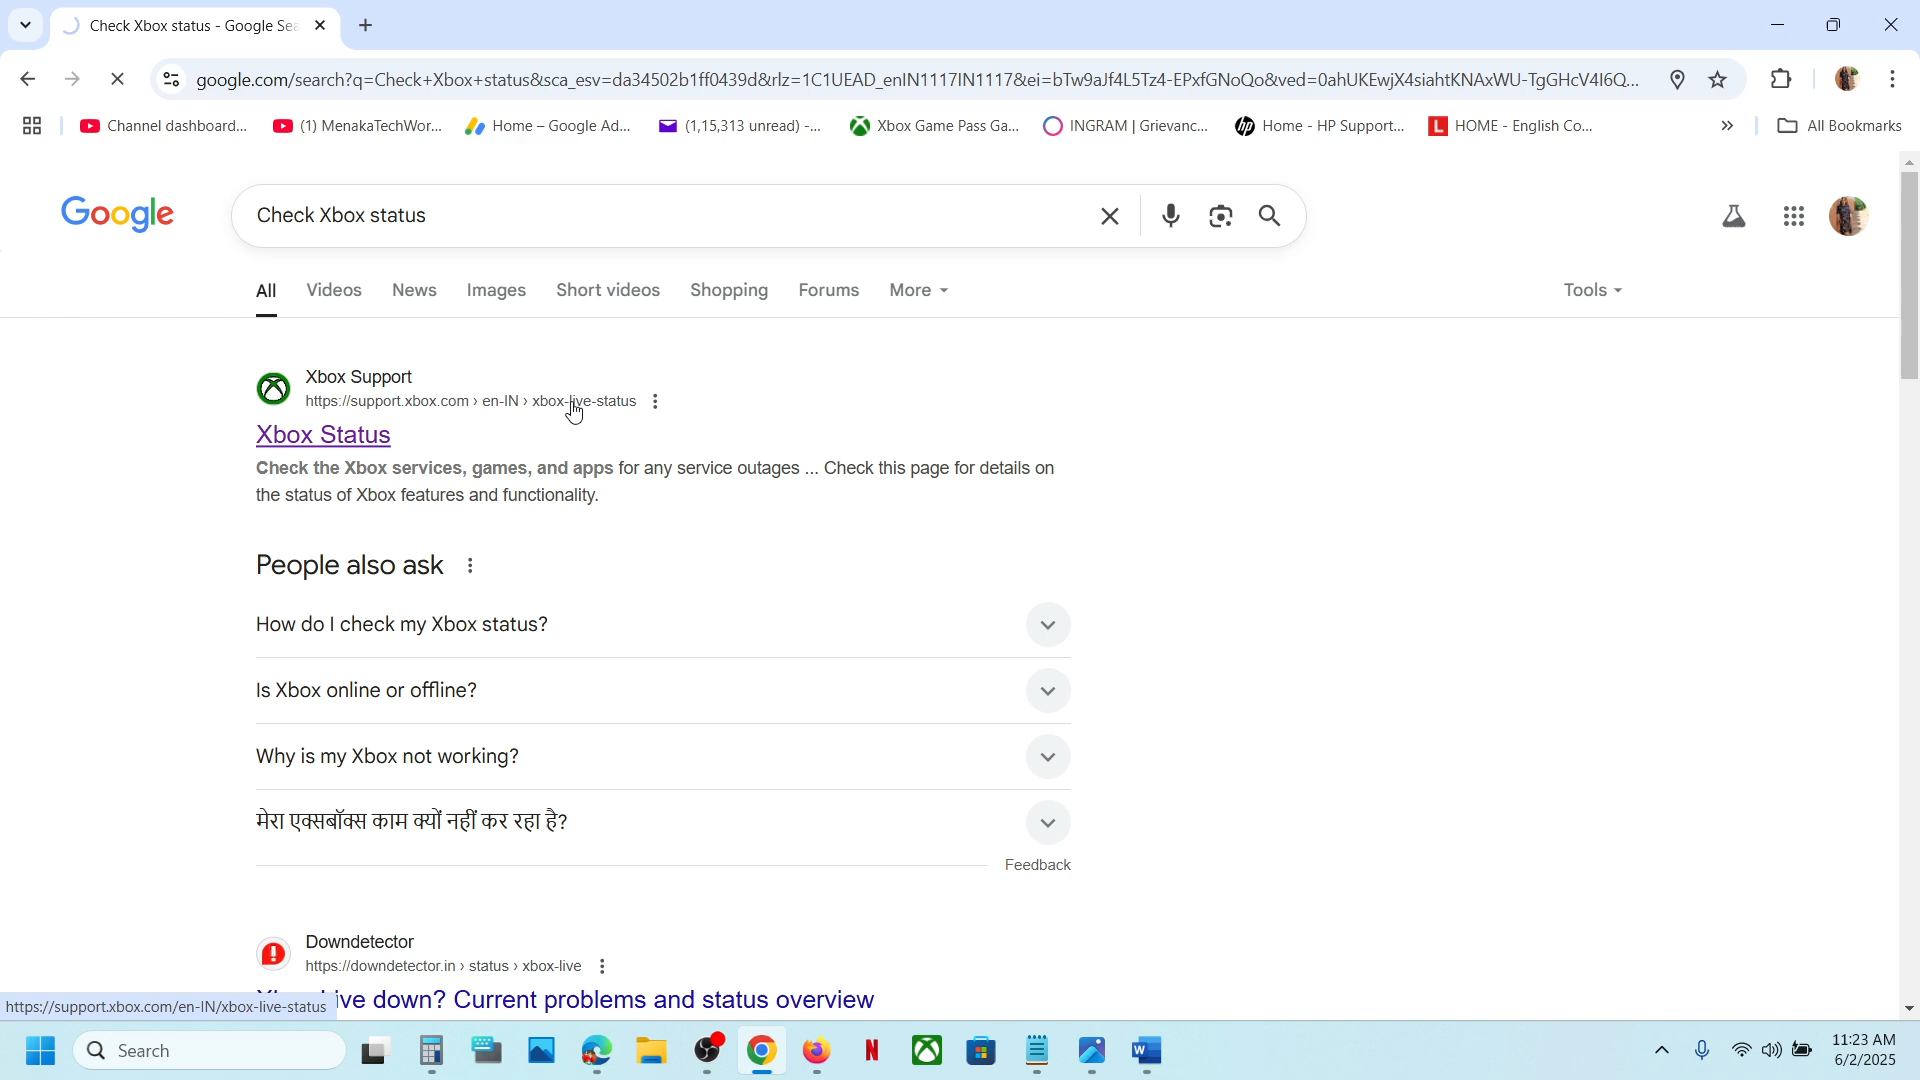 Check Xbox status - Google Sea
google.com/search?q=Check+Xbox+status&sca_esv=da34502b1ff0439d&rlz=1C1UEAD_enIN1117IN1117&ei=bTw9aJf4L5Tz4-EPxfGNoQo&ved=0ahUKEwjX4siahtKNAxWU-TgGHcV4I6Q...
Channel dashboard...
(1) MenakaTechWor...
Home – Google Ad...
(1,15,313 unread) -...
Xbox Game Pass Ga...
INGRAM | Grievanc...
Home - HP Support...
HOME - English Co...
All Bookmarks
Google
Check Xbox status
All Videos News Images Short videos Shopping Forums More Tools
Xbox Support
https://support.xbox.com › en-IN › xbox-live-status
Xbox Status
Check the Xbox services, games, and apps for any service outages ... Check this page for details on
the status of Xbox features and functionality.
People also ask
How do I check my Xbox status?
Is Xbox online or offline?
Why is my Xbox not working?
मेरा एक्सबॉक्स काम क्यों नहीं कर रहा है?
Feedback
Downdetector
https://downdetector.in › status › xbox-live
ive down? Current problems and status overview
https://support.xbox.com/en-IN/xbox-live-status
Search
11:23 AM
6/2/2025